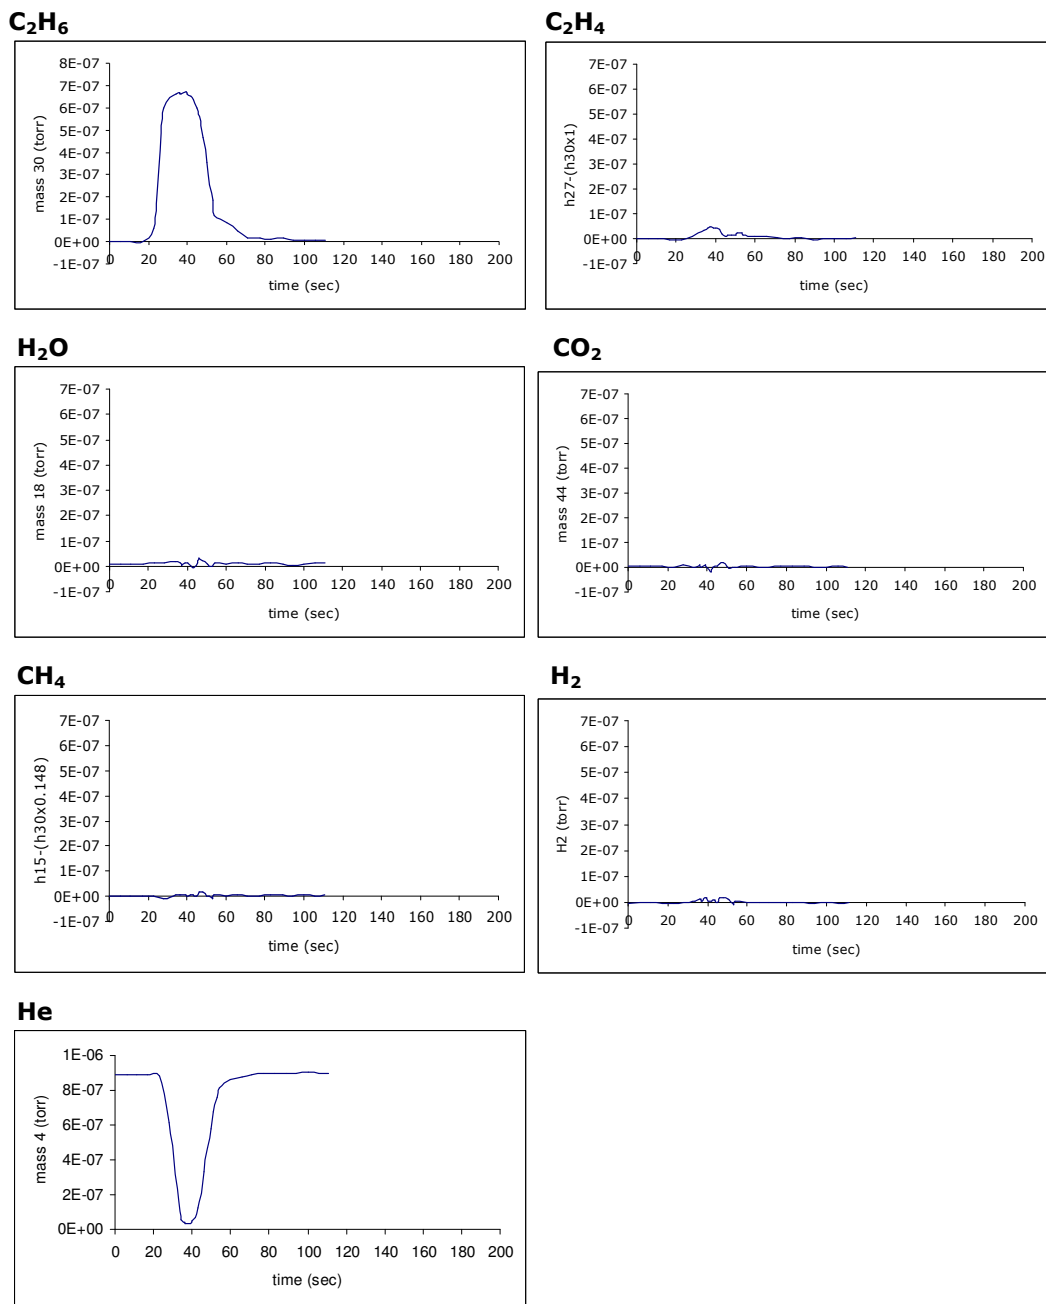 C₂H₆
8E-07
7E-07
6E-07
5E-07
4E-07
3E-07
2E-07
1E-07
0E+00
-1E-07
mass 30 (torr)
0 20 40 60 80 100 120 140 160 180 200
time (sec)
C₂H₄
7E-07
6E-07
5E-07
4E-07
3E-07
2E-07
1E-07
0E+00
-1E-07
h27-(h30x1)
0 20 40 60 80 100 120 140 160 180 200
time (sec)
H₂O
7E-07
6E-07
5E-07
4E-07
3E-07
2E-07
1E-07
0E+00
-1E-07
mass 18 (torr)
0 20 40 60 80 100 120 140 160 180 200
time (sec)
CO₂
7E-07
6E-07
5E-07
4E-07
3E-07
2E-07
1E-07
0E+00
-1E-07
mass 44 (torr)
0 20 40 60 80 100 120 140 160 180 200
time (sec)
CH₄
7E-07
6E-07
5E-07
4E-07
3E-07
2E-07
1E-07
0E+00
-1E-07
h15-(h30x0.148)
0 20 40 60 80 100 120 140 160 180 200
time (sec)
H₂
7E-07
6E-07
5E-07
4E-07
3E-07
2E-07
1E-07
0E+00
-1E-07
H2 (torr)
0 20 40 60 80 100 120 140 160 180 200
time (sec)
He
1E-06
8E-07
6E-07
4E-07
2E-07
0E+00
mass 4 (torr)
0 20 40 60 80 100 120 140 160 180 200
time (sec)